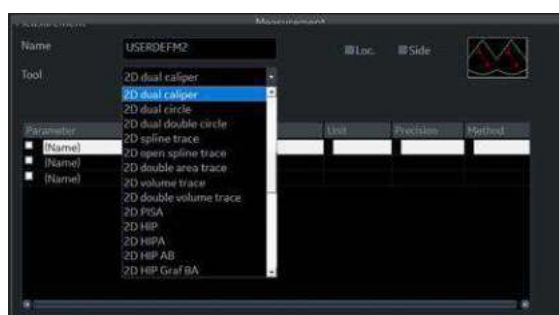 Measurement
Measurement
Name
USERDEFM2
Loc.
Side
Tool
2D dual caliper
2D dual caliper
2D dual circle
2D dual double circle
2D spline trace
2D open spline trace
2D double area trace
2D volume trace
2D double volume trace
2D PISA
2D HIP
2D HIPA
2D HIP AB
2D HIP Graf BA
Parameter
Unit
Precision
Method
(Name)
(Name)
(Name)